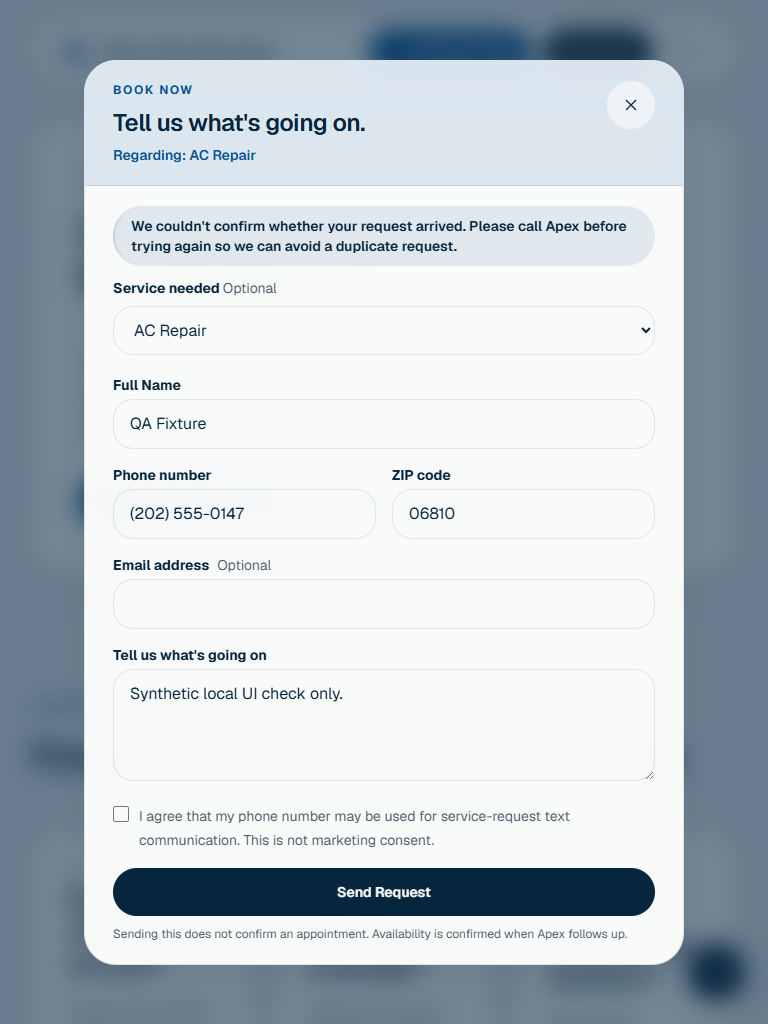 BOOK NOW
Tell us what's going on.
Regarding: AC Repair
We couldn't confirm whether your request arrived. Please call Apex before
trying again so we can avoid a duplicate request.
Service needed Optional
AC Repair
Full Name
QA Fixture
Phone number
ZIP code
(202) 555-0147
06810
Email address Optional
Tell us what's going on
Synthetic local UI check only.
I agree that my phone number may be used for service-request text
communication. This is not marketing consent.
Send Request
Sending this does not confirm an appointment. Availability is confirmed when Apex follows up.